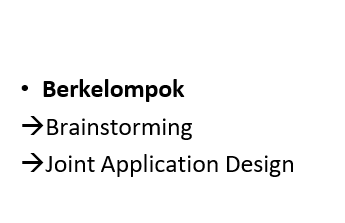 • Berkelompok
→Brainstorming
→Joint Application Design